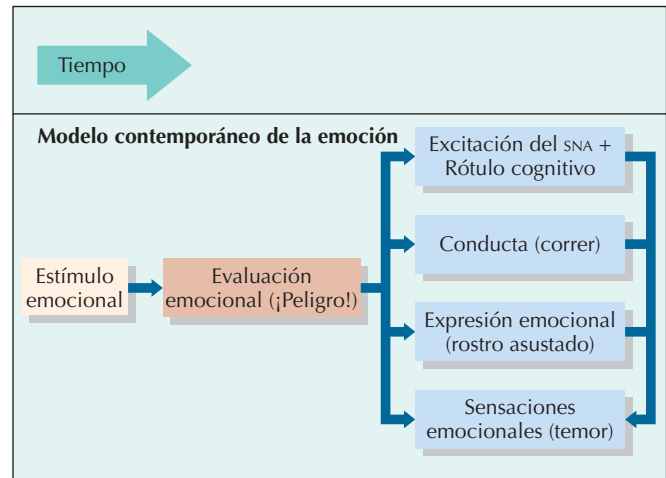 Tiempo
Modelo contemporáneo de la emoción
Estímulo
emocional
Evaluación
emocional (¡Peligro!)
Excitación del SNA +
Rótulo cognitivo
Conducta (correr)
Expresión emocional
(rostro asustado)
Sensaciones
emocionales (temor)